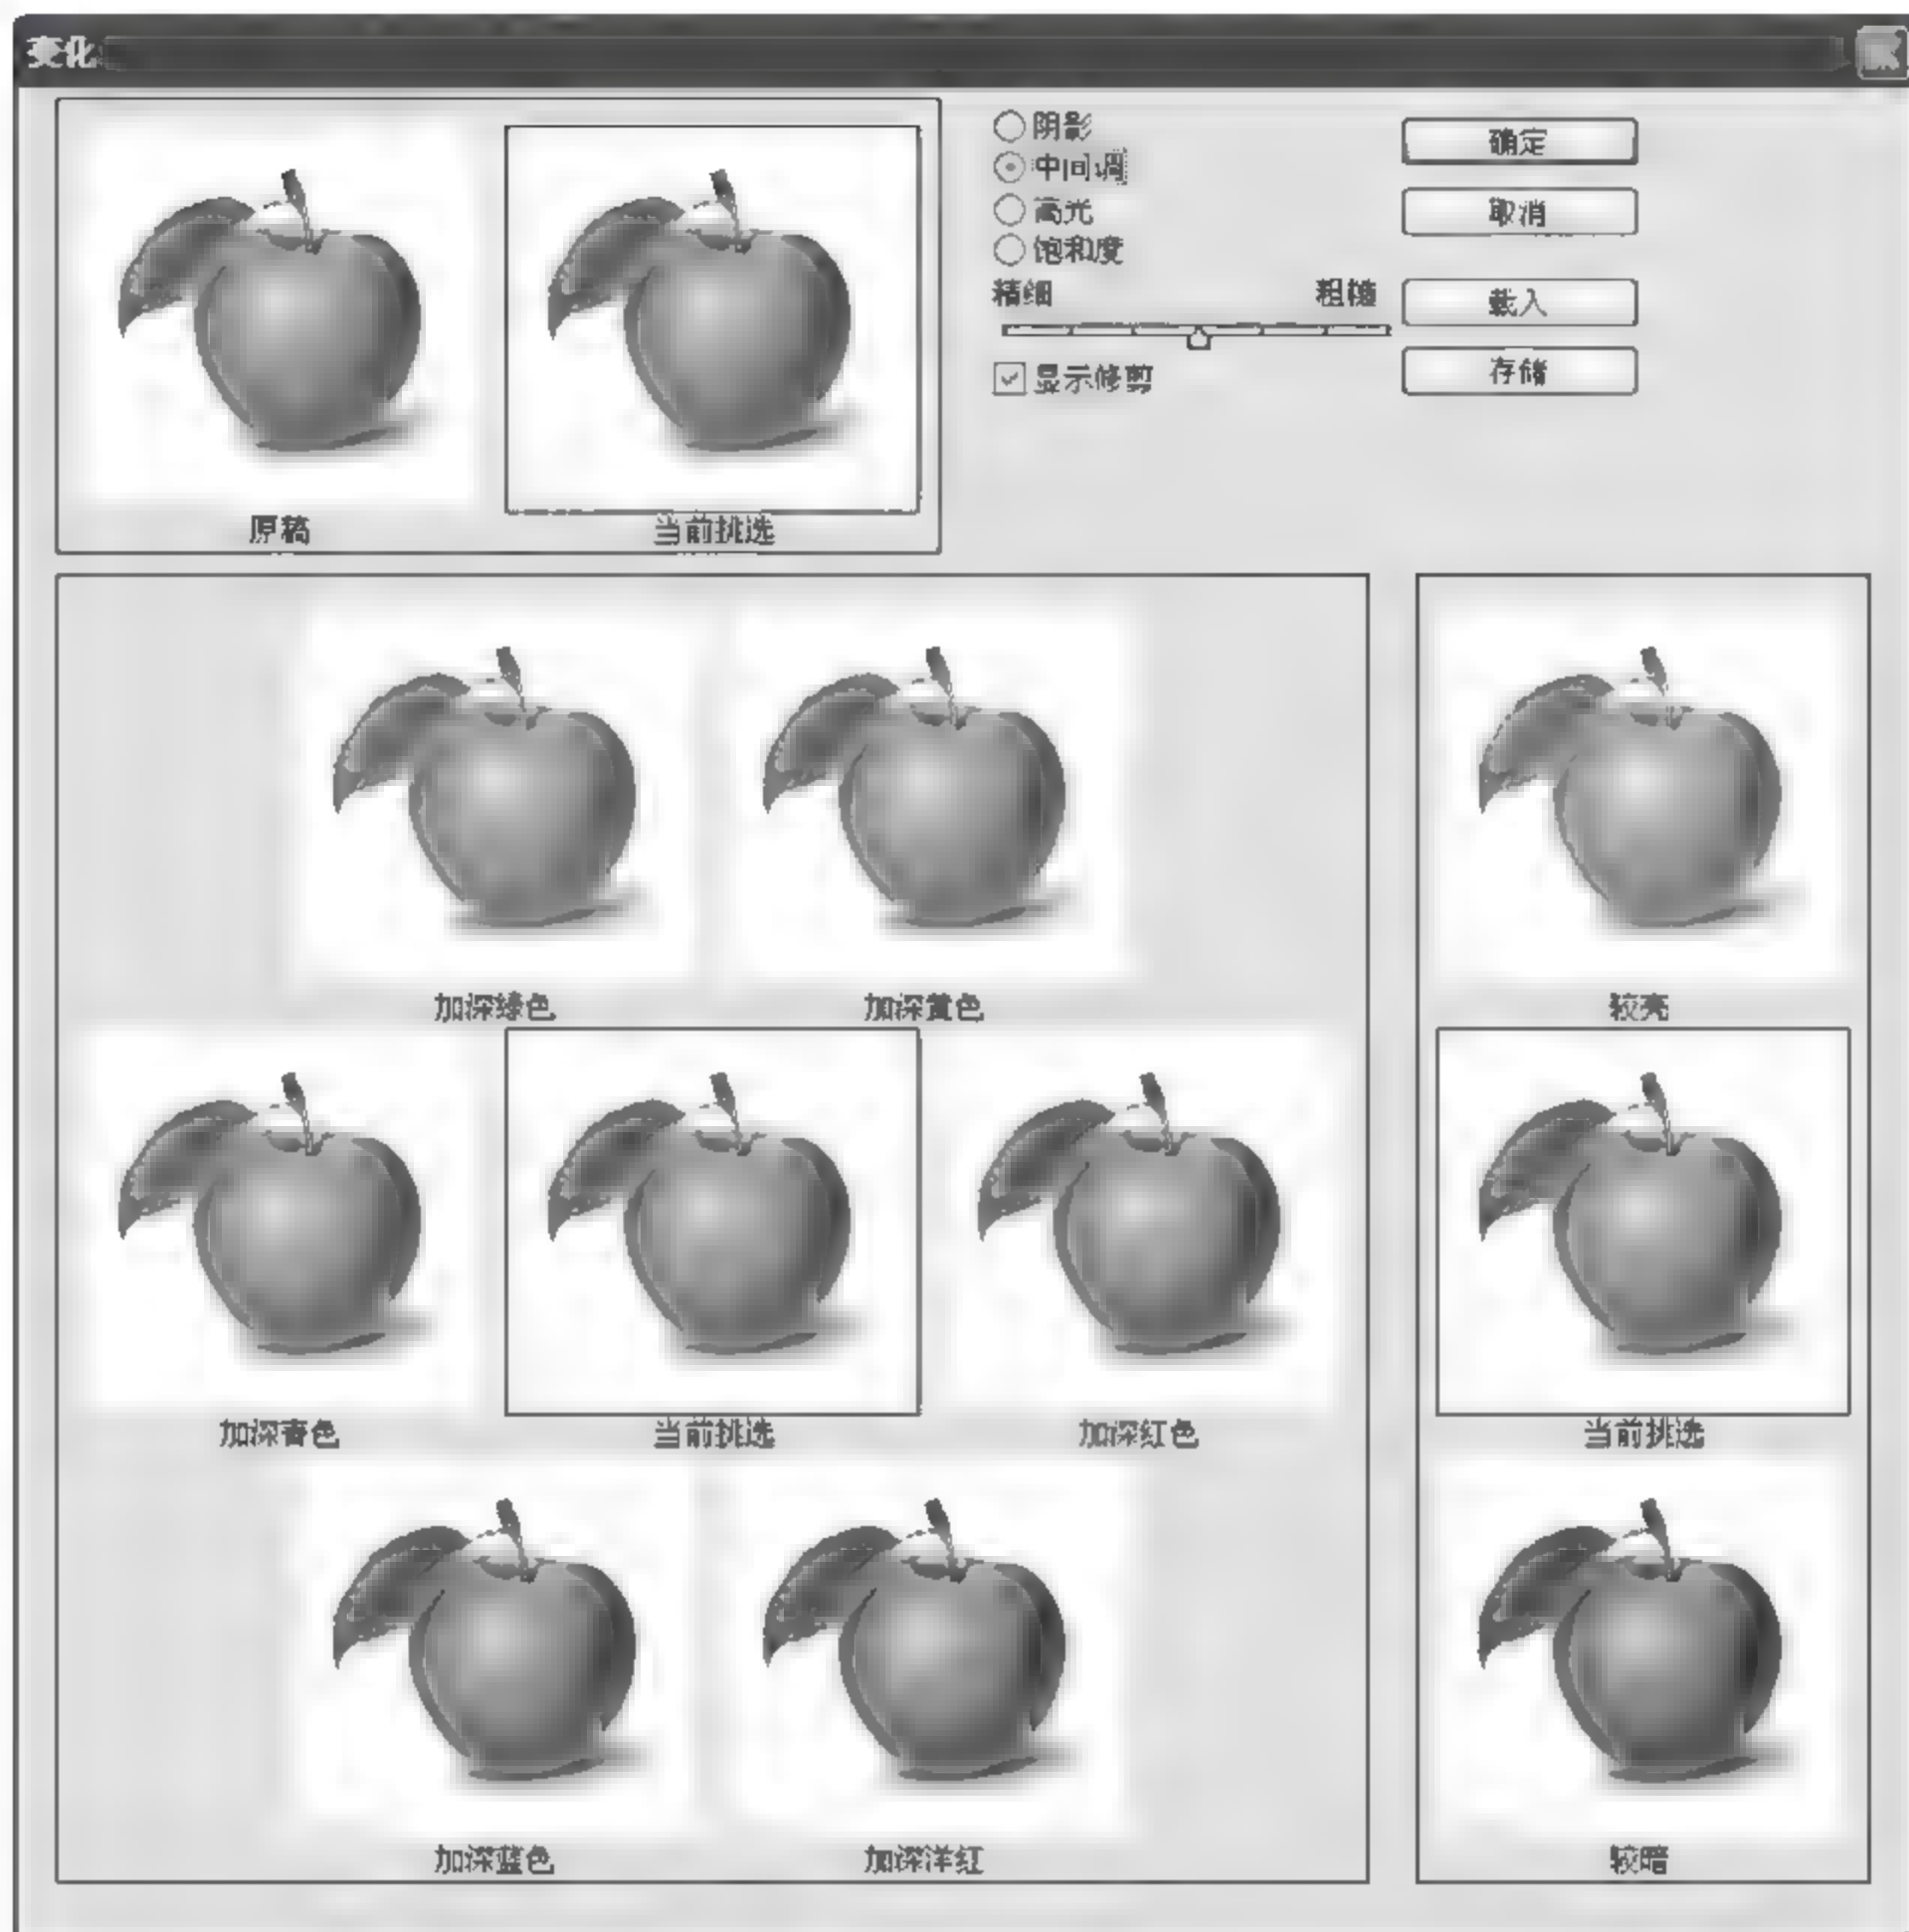 变化
阴影
确定
中间调
取消
高光
饱和度
精细 粗糙
载入
显示修剪
存储
原稿 当前挑选
加深绿色 加深黄色 较亮
加深青色 当前挑选 加深红色 当前挑选
加深蓝色 加深洋红 较暗